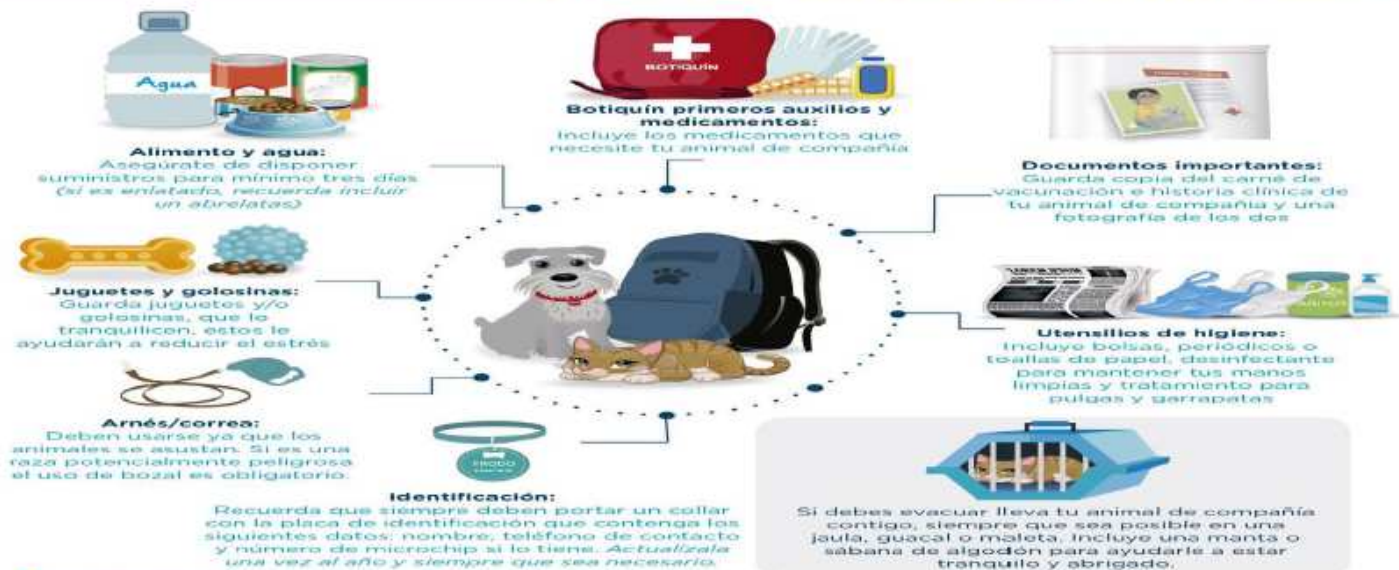 Agua
Alimento y agua:
Asegúrate de disponer
suministros para mínimo tres días
(si es enlatado, recuerda incluir
un abrelatas)
BOTIQUÍN
Botiquín primeros auxilios y
medicamentos:
Incluye los medicamentos que
necesite tu animal de compañía
Documentos importantes:
Guarda copia del carné de
vacunación e historia clínica de
tu animal de compañía y una
fotografía de los dos
Juguetes y golosinas:
Guarda juguetes y/o
golosinas, que lo
tranquilicen, estos le
ayudarán a reducir el estrés
Utensilios de higiene:
Incluye bolsas, periódicos o
toallas de papel, desinfectante
para mantener tus manos
limpias y tratamiento para
pulgas y garrapatas
Arnés/correa:
Deben usarse ya que los
animales se asustan. Si es una
raza potencialmente peligrosa
el uso de bozal es obligatorio.
FRODO
Identificación:
Recuerda que siempre deben portar un collar
con la placa de identificación que contenga los
siguientes datos: nombre, teléfono de contacto
y número de microchip si lo tiene. Actualízala
una vez al año y siempre que sea necesario.
Si debes evacuar lleva tu animal de compañía
contigo, siempre que sea posible en una
jaula, guacal o maleta. Incluye una manta o
sábana de algodón para ayudarle a estar
tranquilo y abrigado.